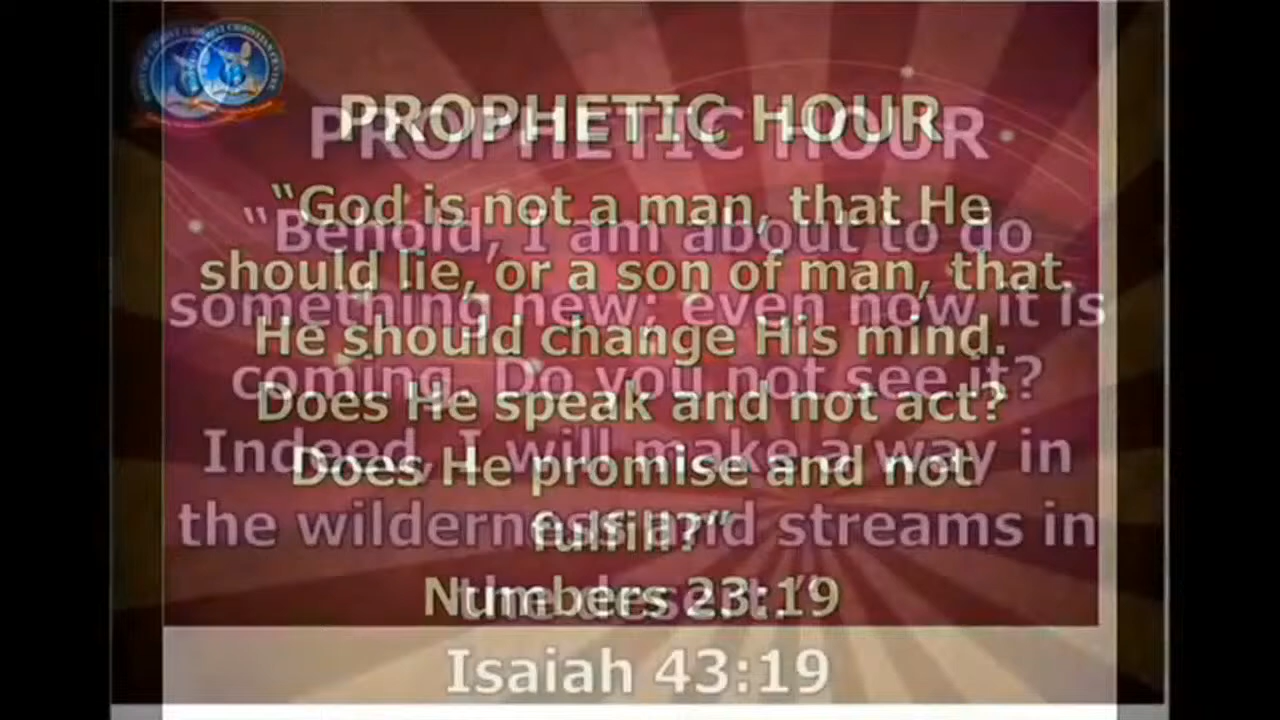 PROPHETIC HOUR
“God is not a man, that He
should lie, or a son of man, that
He should change His mind.
Does He speak and not act?
Does He promise and not
fulfill?”
Numbers 23:19
PROPHETIC HOUR
“Behold, I am about to do
something new; even now it is
coming. Do you not see it?
Indeed, I will make a way in
the wilderness and streams in
the desert.”
Isaiah 43:19